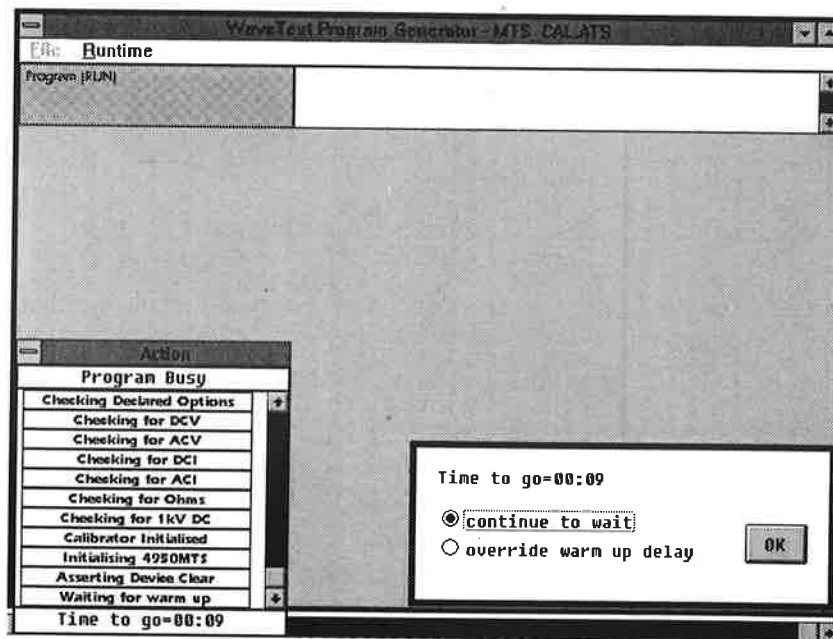 WaveTest Program Generator - MTS_CAL.ATS
File Runtime
Program (RUN)
Action
Program Busy
Checking Declared Options
Checking for DCV
Checking for ACV
Checking for DCI
Checking for ACI
Checking for Ohms
Checking for 1kV DC
Calibrator Initialised
Initialising 4950MTS
Asserting Device Clear
Waiting for warm up
Time to go=00:09
Time to go=00:09
continue to wait
override warm up delay
OK